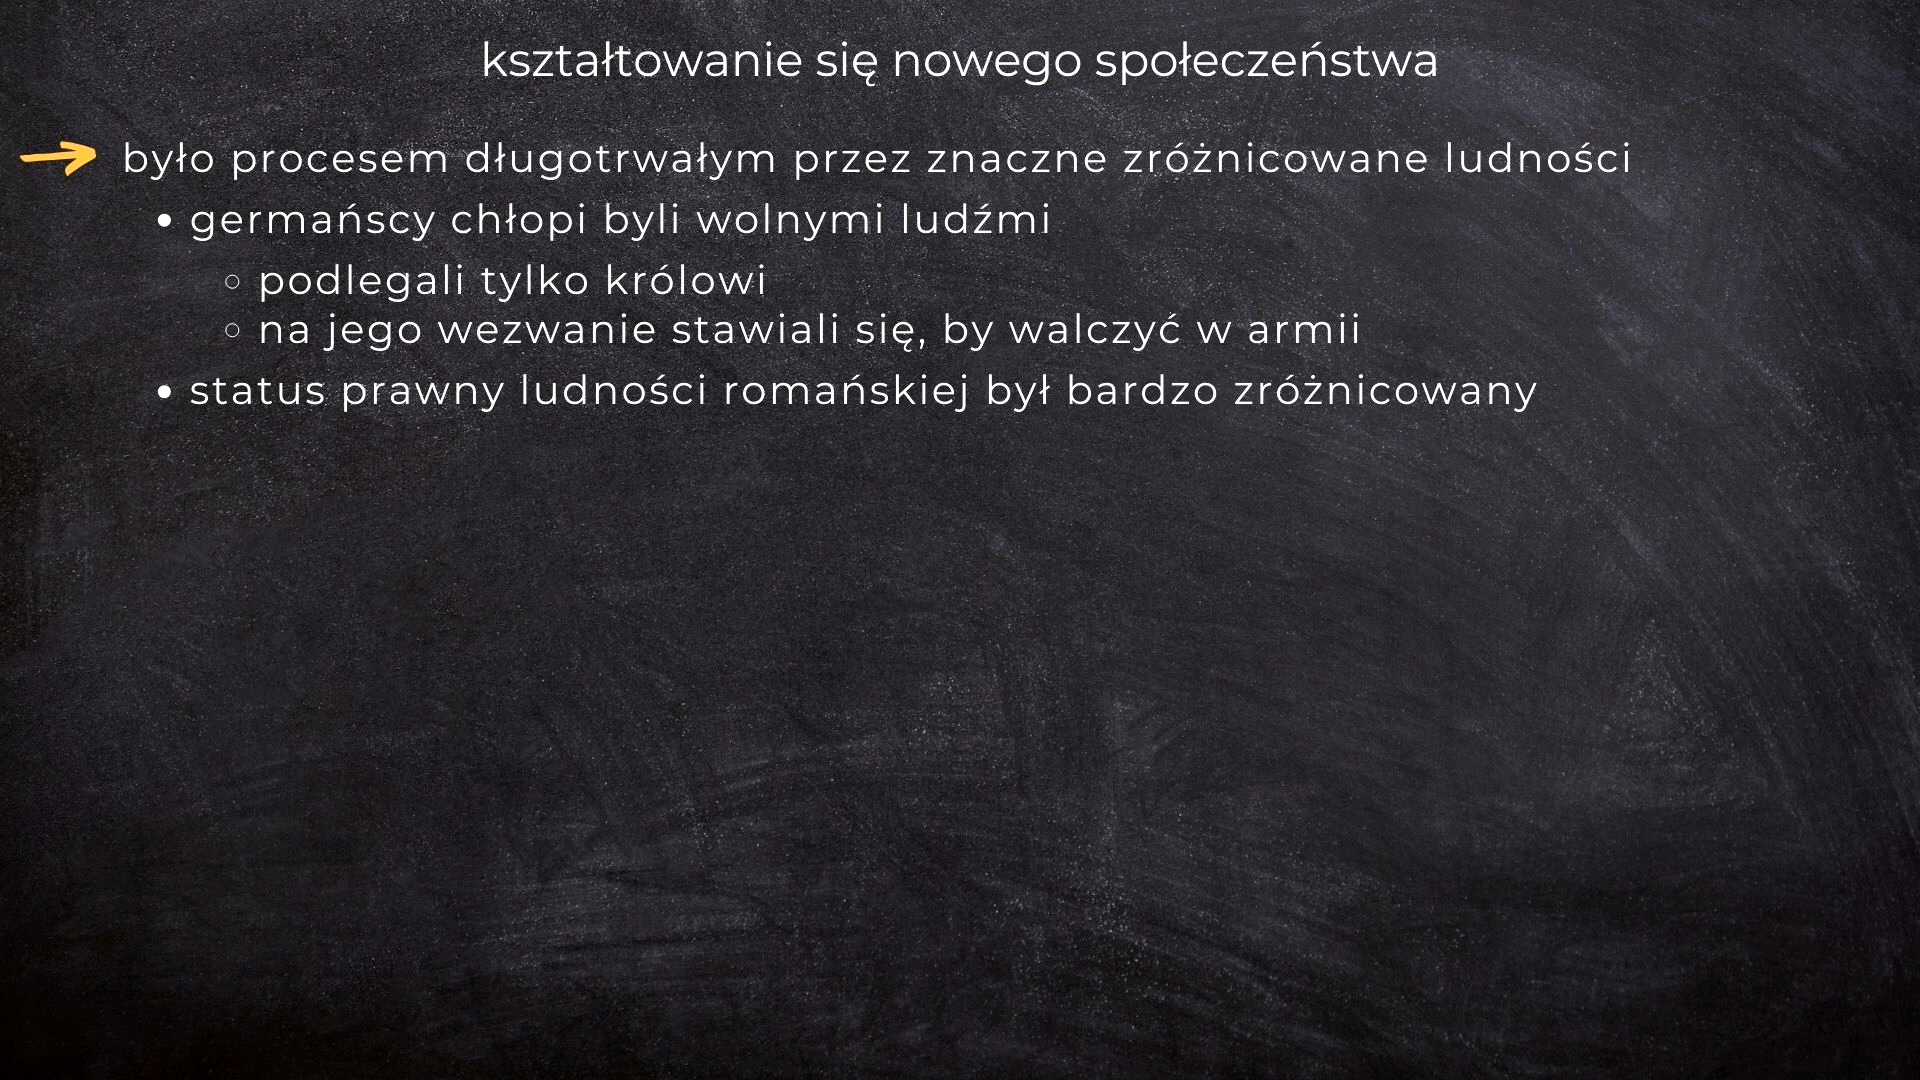 kształtowanie się nowego społeczeństwa
było procesem długotrwałym przez znaczne zróżnicowane ludności
• germańscy chłopi byli wolnymi ludźmi
◦ podlegali tylko królowi
◦ na jego wezwanie stawiali się, by walczyć w armii
• status prawny ludności romańskiej był bardzo zróżnicowany